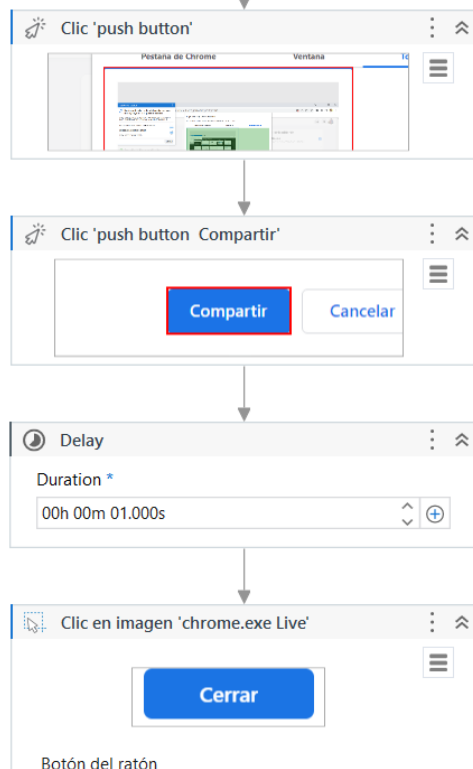 Clic 'push button'
Pestaña de Chrome Ventana To
Clic 'push button Compartir'
Compartir Cancelar
Delay
Duration *
00h 00m 01.000s
Clic en imagen 'chrome.exe Live'
Cerrar
Botón del ratón